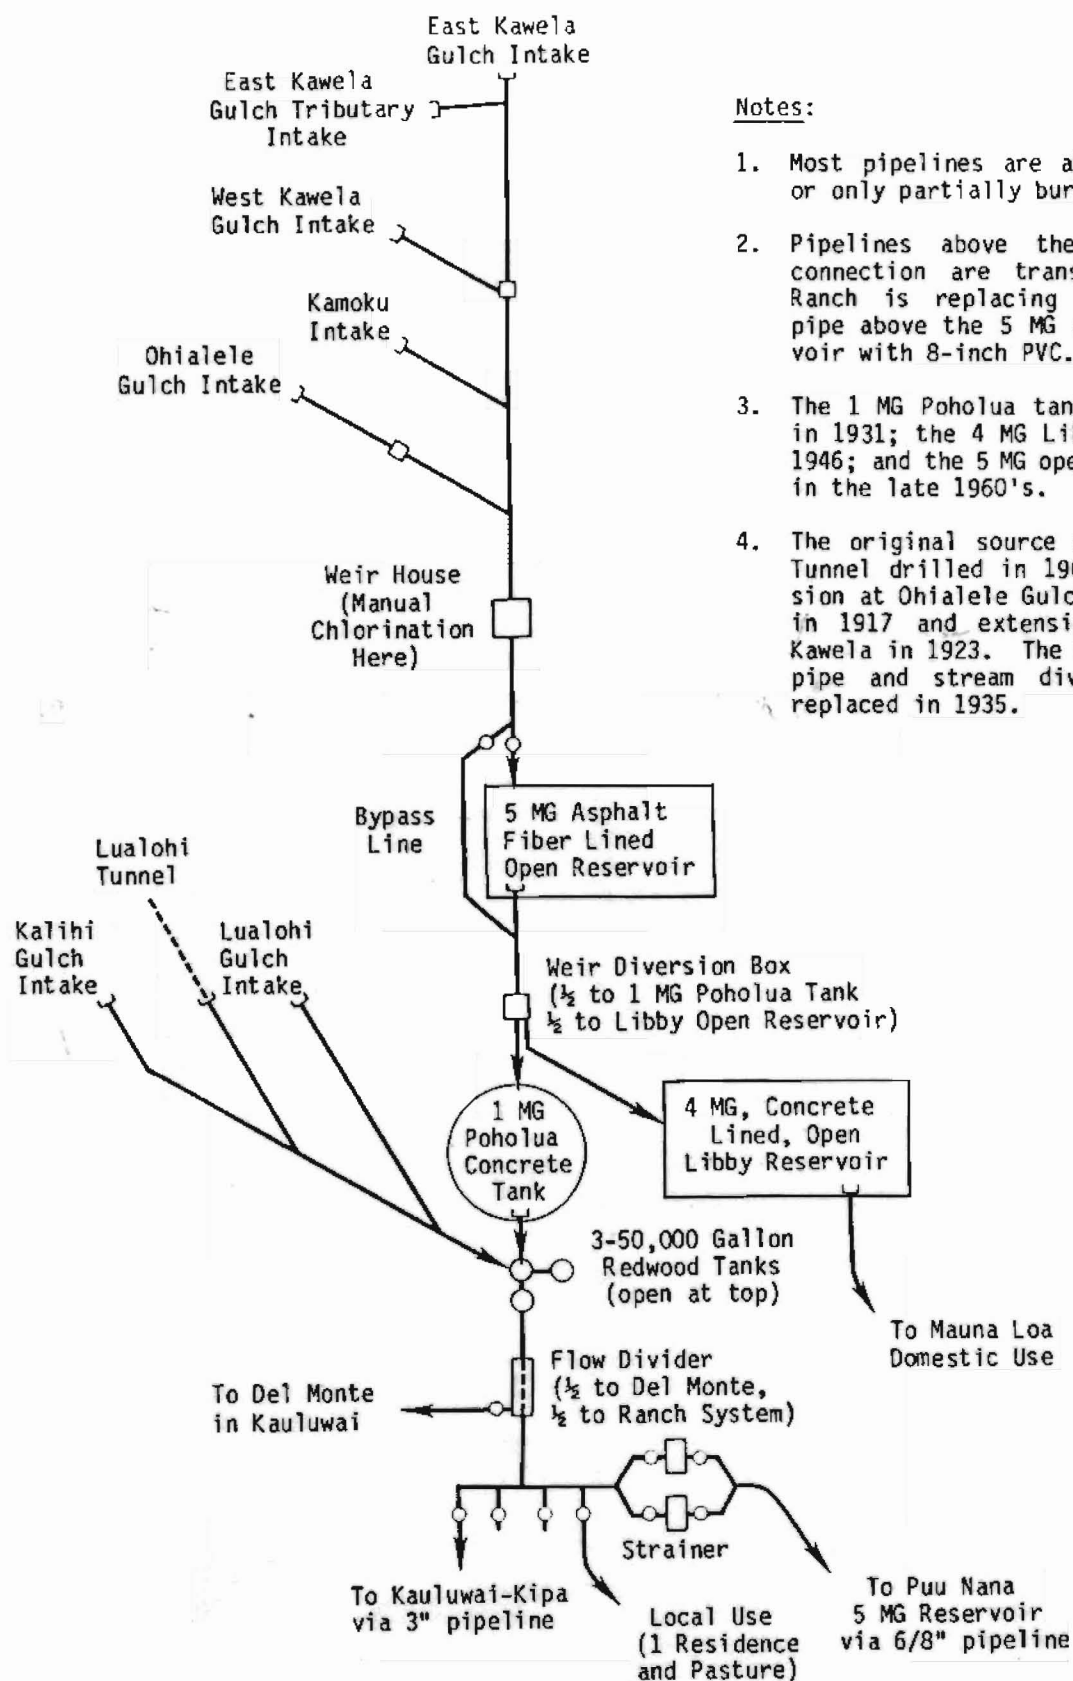 East Kawela
Gulch Intake
East Kawela
Gulch Tributary
Intake
West Kawela
Gulch Intake
Kamoku
Intake
Ohialele
Gulch Intake
Weir House
(Manual
Chlorination
Here)
Notes:
1. Most pipelines are a
or only partially bur
2. Pipelines above the
connection are trans
Ranch is replacing
pipe above the 5 MG
voir with 8-inch PVC.
3. The 1 MG Poholua tan
in 1931; the 4 MG Li
1946; and the 5 MG ope
in the late 1960's.
4. The original source
Tunnel drilled in 190
sion at Ohialele Gulc
in 1917 and extensi
Kawela in 1923. The
pipe and stream div
replaced in 1935.
Bypass
Line
5 MG Asphalt
Fiber Lined
Open Reservoir
Lualohi
Tunnel
Kalihi
Gulch
Intake
Lualohi
Gulch
Intake
Weir Diversion Box
(½ to 1 MG Poholua Tank
½ to Libby Open Reservoir)
1 MG
Poholua
Concrete
Tank
4 MG, Concrete
Lined, Open
Libby Reservoir
3-50,000 Gallon
Redwood Tanks
(open at top)
To Mauna Loa
Domestic Use
Flow Divider
(½ to Del Monte,
½ to Ranch System)
To Del Monte
in Kauluwai
Strainer
To Kauluwai-Kipa
via 3" pipeline
Local Use
(1 Residence
and Pasture)
To Puu Nana
5 MG Reservoir
via 6/8" pipeline